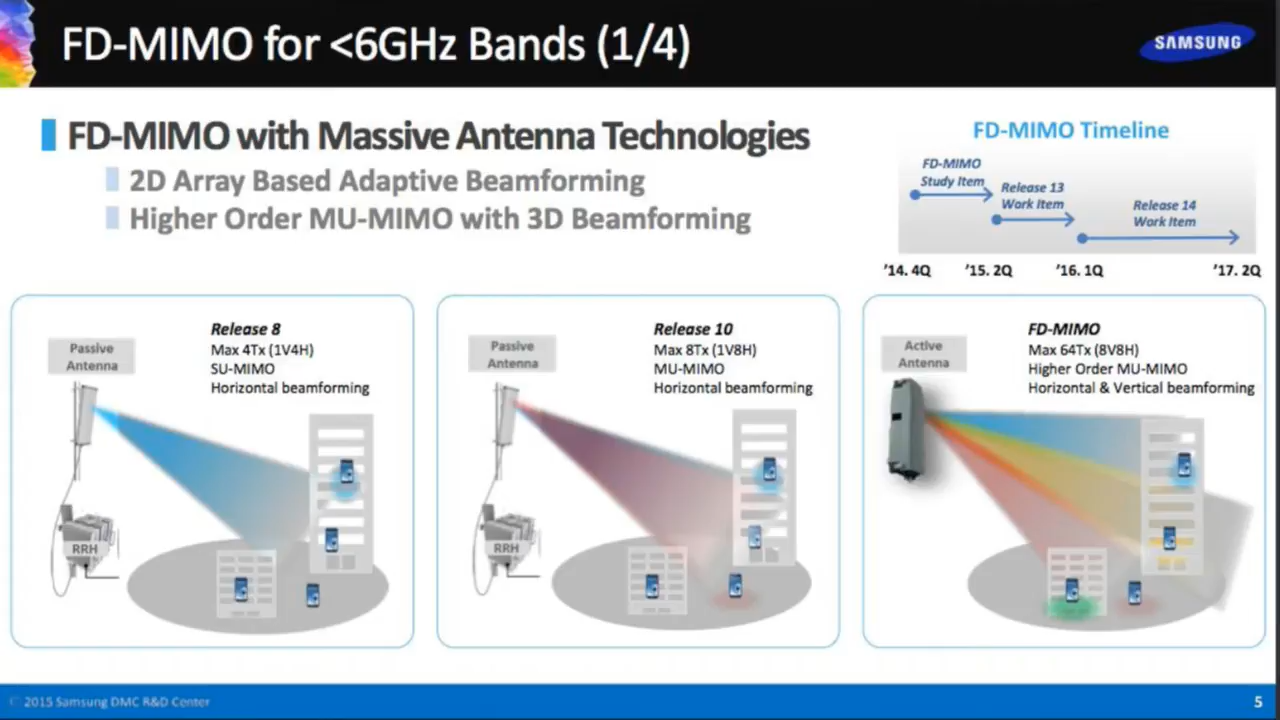 FD-MIMO for <6GHz Bands (1/4)
SAMSUNG
FD-MIMO with Massive Antenna Technologies
2D Array Based Adaptive Beamforming
Higher Order MU-MIMO with 3D Beamforming
FD-MIMO Timeline
FD-MIMO
Study Item
Release 13
Work Item
Release 14
Work Item
'14. 4Q
'15. 2Q
'16. 1Q
'17. 2Q
Passive
Antenna
Release 8
Max 4Tx (1V4H)
SU-MIMO
Horizontal beamforming
RRH
Passive
Antenna
Release 10
Max 8Tx (1V8H)
MU-MIMO
Horizontal beamforming
RRH
Active
Antenna
FD-MIMO
Max 64Tx (8V8H)
Higher Order MU-MIMO
Horizontal & Vertical beamforming
© 2015 Samsung DMC R&D Center
5